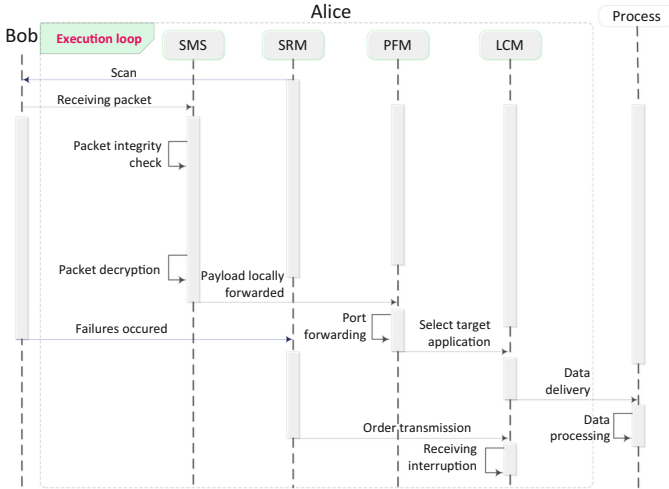 Alice
Process
Bob
Execution loop
SMS
SRM
PFM
LCM
Scan
Receiving packet
Packet integrity
check
Packet decryption
Payload locally
forwarded
Port
forwarding
Select target
application
Failures occured
Data
delivery
Data
processing
Order transmission
Receiving
interruption